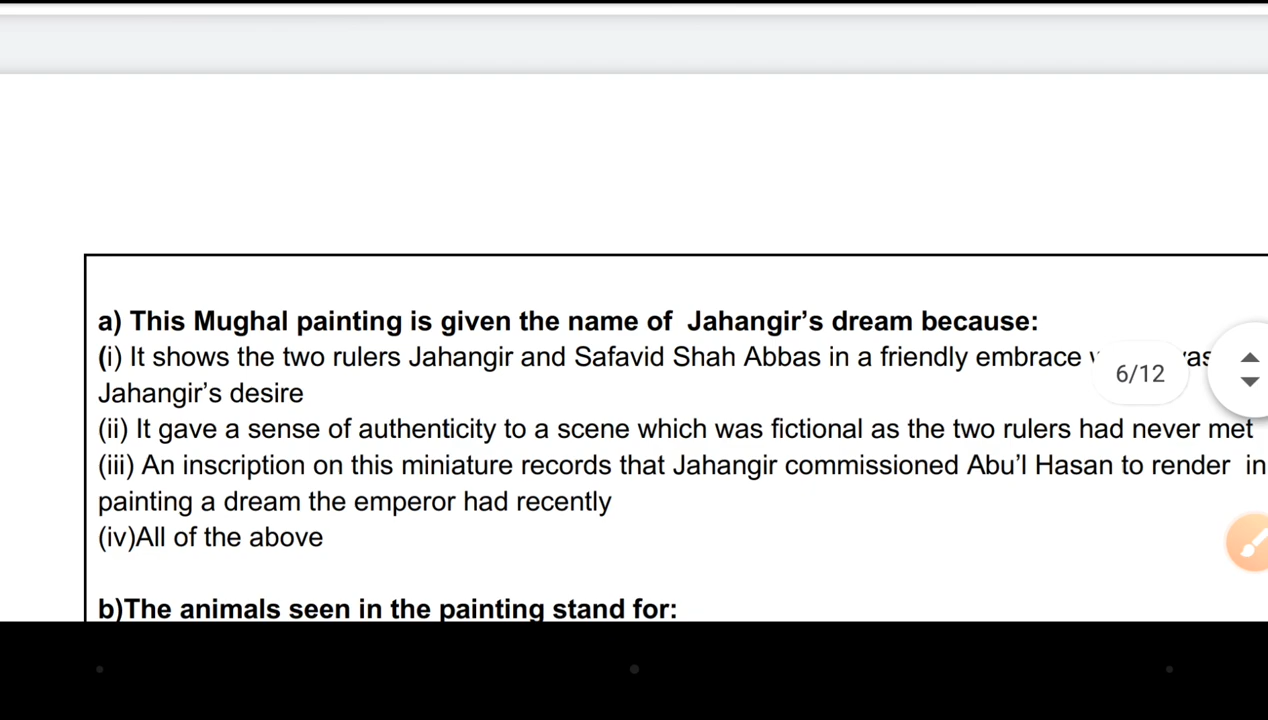 a) This Mughal painting is given the name of Jahangir's dream because:
(i) It shows the two rulers Jahangir and Safavid Shah Abbas in a friendly embrace
Jahangir's desire
(ii) It gave a sense of authenticity to a scene which was fictional as the two rulers had never met
(iii) An inscription on this miniature records that Jahangir commissioned Abu'l Hasan to render in
painting a dream the emperor had recently
(iv)All of the above
b)The animals seen in the painting stand for:
6/12